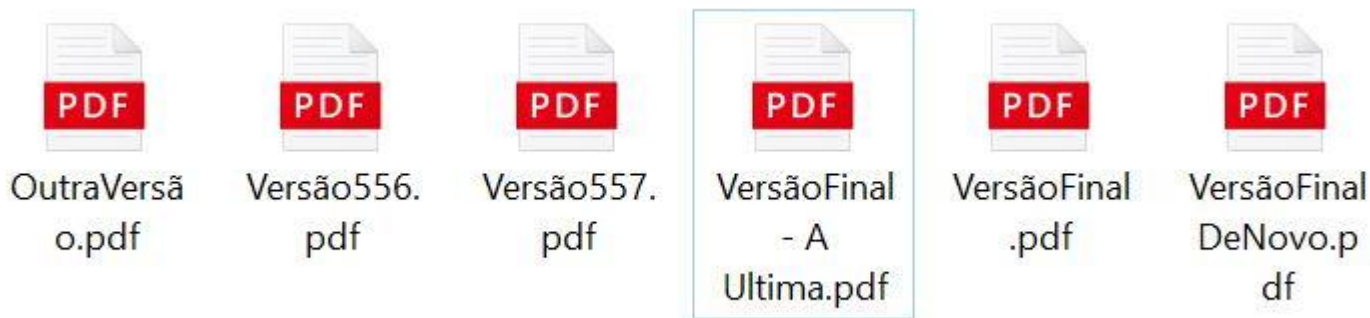 PDF PDF PDF PDF PDF PDF
OutraVersã Versão556. Versão557. VersãoFinal VersãoFinal VersãoFinal
o.pdf pdf pdf - A .pdf DeNovo.p
Ultima.pdf df